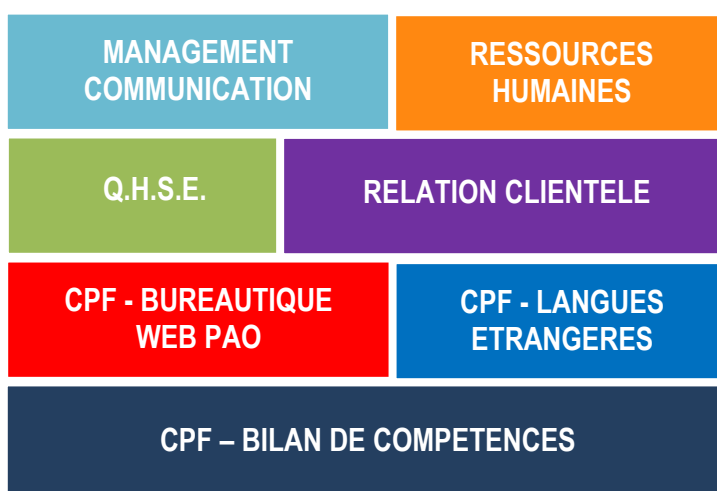 MANAGEMENT
COMMUNICATION
RESSOURCES
HUMAINES
Q.H.S.E.
RELATION CLIENTELE
CPF - BUREAUTIQUE
WEB PAO
CPF - LANGUES
ETRANGERES
CPF – BILAN DE COMPETENCES